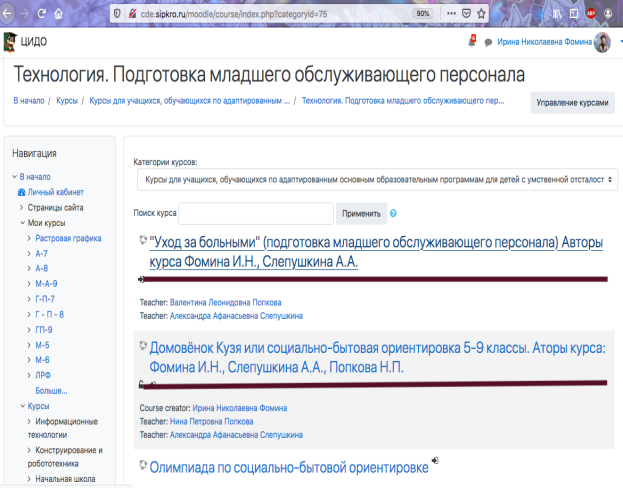 cde.sipkro.ru/moodle/course/index.php?categoryid=75
90%
ЦИДО
4
Ирина Николаевна Фомина
Технология. Подготовка младшего обслуживающего персонала
В начало / Курсы / Курсы для учащихся, обучающихся по адаптированным ... / Технология. Подготовка младшего обслуживающего пер...
Управление курсами
Навигация
В начало
Личный кабинет
Страницы сайта
Мои курсы
Растровая графика
А-7
А-8
М-А-9
Г-П-7
Г - П - 8
ГП-9
М-5
М-6
ЛРФ
Больше...
Курсы
Информационные
технологии
Конструирование и
робототехника
Начальная школа
Категории курсов:
Курсы для учащихся, обучающихся по адаптированным основным образовательным программам для детей с умственной отсталост
Поиск курса
Применить
"Уход за больными" (подготовка младшего обслуживающего персонала) Авторы
курса Фомина И.Н., Слепушкина А.А.
Teacher: Валентина Леонидовна Попкова
Teacher: Александра Афанасьевна Слепушкина
Домовёнок Кузя или социально-бытовая ориентировка 5-9 классы. Аторы курса:
Фомина И.Н., Слепушкина А.А., Попкова Н.П.
Course creator: Ирина Николаевна Фомина
Teacher: Нина Петровна Попкова
Teacher: Александра Афанасьевна Слепушкина
Олимпиада по социально-бытовой ориентировке